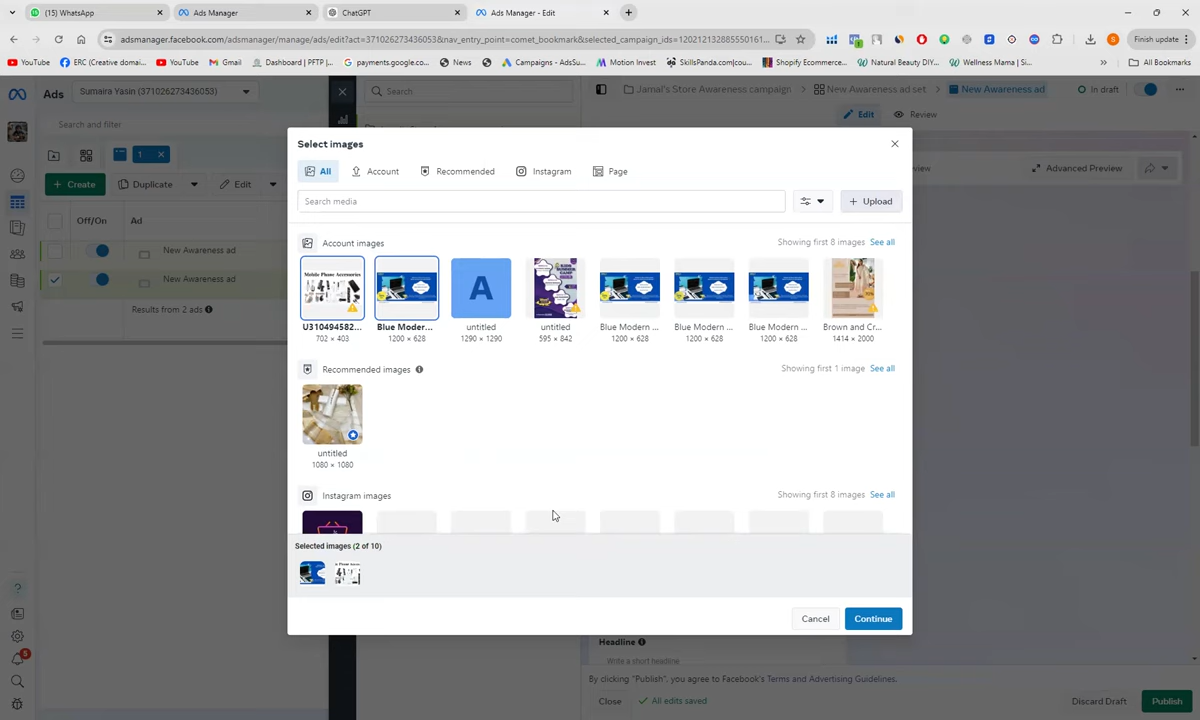 (15) WhatsApp
Ads Manager
ChatGPT
Ads Manager - Edit
adsmanager.facebook.com/adsmanager/manage/ads/edit?act=371026273436053&nav_entry_point=comet_bookmark&selected_campaign_ids=120212132885550161...
Finish update
YouTube
ERC (Creative domai...
YouTube
Gmail
Dashboard | PFTP |...
payments.google.co...
News
Campaigns - AdsSu...
Motion Invest
SkillsPanda.com|cou...
Shopify Ecommerce...
Natural Beauty DIY...
Wellness Mama | Si...
All Bookmarks
Ads
Sumaira Yasin (371026273436053)
Search
Jamal's Store Awareness campaign
New Awareness ad set
New Awareness ad
In draft
Edit
Review
Search and filter
1
Create
Duplicate
Edit
Advanced Preview
Off/On
Ad
New Awareness ad
New Awareness ad
Results from 2 ads
Select images
All
Account
Recommended
Instagram
Page
Search media
Upload
Account images
Showing first 8 images
See all
Mobile Phone Accessories
A
U310494582...
Blue Moder...
untitled
untitled
Blue Modern ...
Blue Modern ...
Blue Modern ...
Brown and Cr...
702 × 403
1200 × 628
1290 × 1290
595 × 842
1200 × 628
1200 × 628
1200 × 628
1414 × 2000
Recommended images
Showing first 1 image
See all
untitled
1080 × 1080
Instagram images
Showing first 8 images
See all
Selected images (2 of 10)
Cancel
Continue
Headline
Write a short headline
By clicking "Publish", you agree to Facebook's Terms and Advertising Guidelines.
Close
All edits saved
Discard Draft
Publish
5